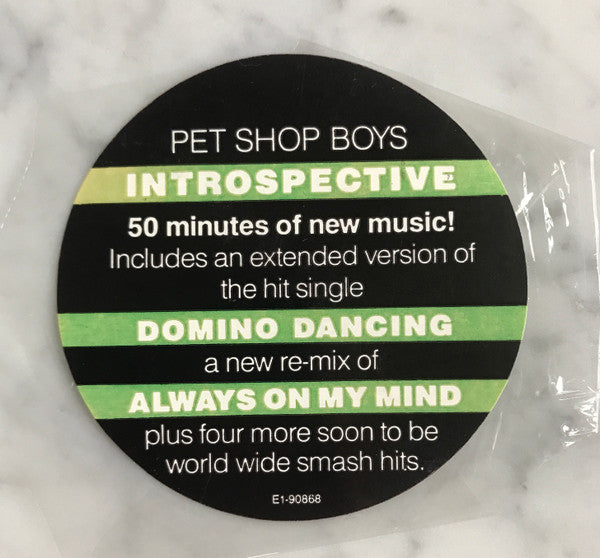 PET SHOP BOYS
INTROSPECTIVE
50 minutes of new music!
Includes an extended version of
the hit single
DOMINO DANCING
a new re-mix of
ALWAYS ON MY MIND
plus four more soon to be
world wide smash hits.
E1-90868